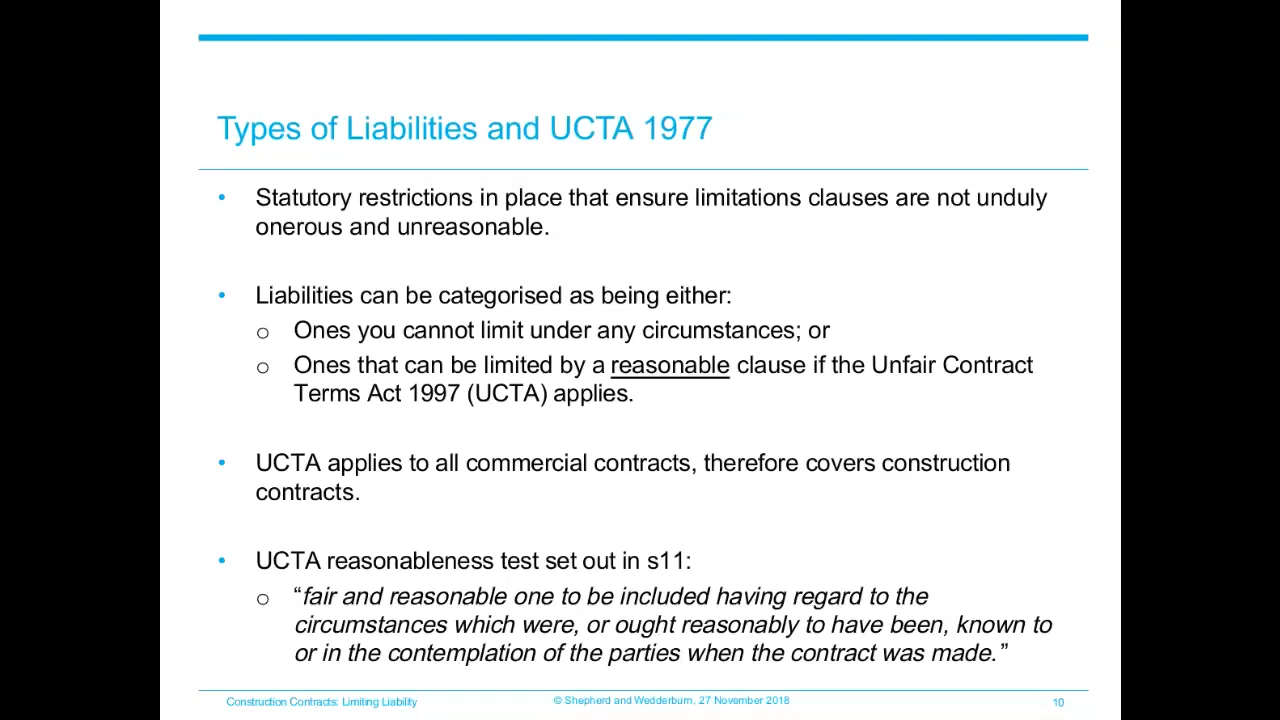 Types of Liabilities and UCTA 1977
• Statutory restrictions in place that ensure limitations clauses are not unduly
onerous and unreasonable.
• Liabilities can be categorised as being either:
o Ones you cannot limit under any circumstances; or
o Ones that can be limited by a reasonable clause if the Unfair Contract
Terms Act 1997 (UCTA) applies.
• UCTA applies to all commercial contracts, therefore covers construction
contracts.
• UCTA reasonableness test set out in s11:
o “fair and reasonable one to be included having regard to the
circumstances which were, or ought reasonably to have been, known to
or in the contemplation of the parties when the contract was made.”
Construction Contracts: Limiting Liability © Shepherd and Wedderburn, 27 November 2018 10